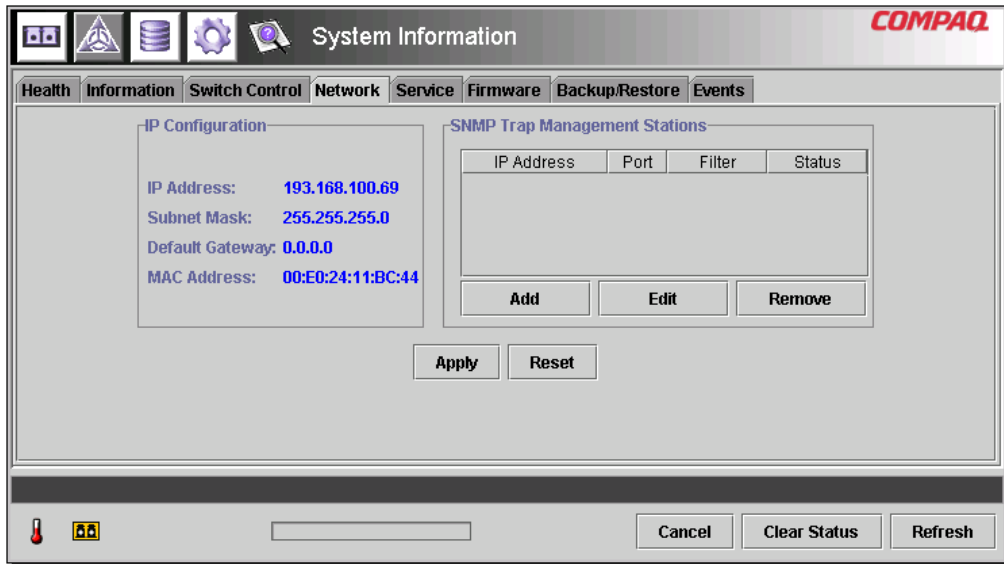 System Information
COMPAQ
Health Information Switch Control Network Service Firmware Backup/Restore Events
IP Configuration
IP Address: 193.168.100.69
Subnet Mask: 255.255.255.0
Default Gateway: 0.0.0.0
MAC Address: 00:E0:24:11:BC:44
SNMP Trap Management Stations
IP Address Port Filter Status
Add Edit Remove
Apply Reset
Cancel Clear Status Refresh